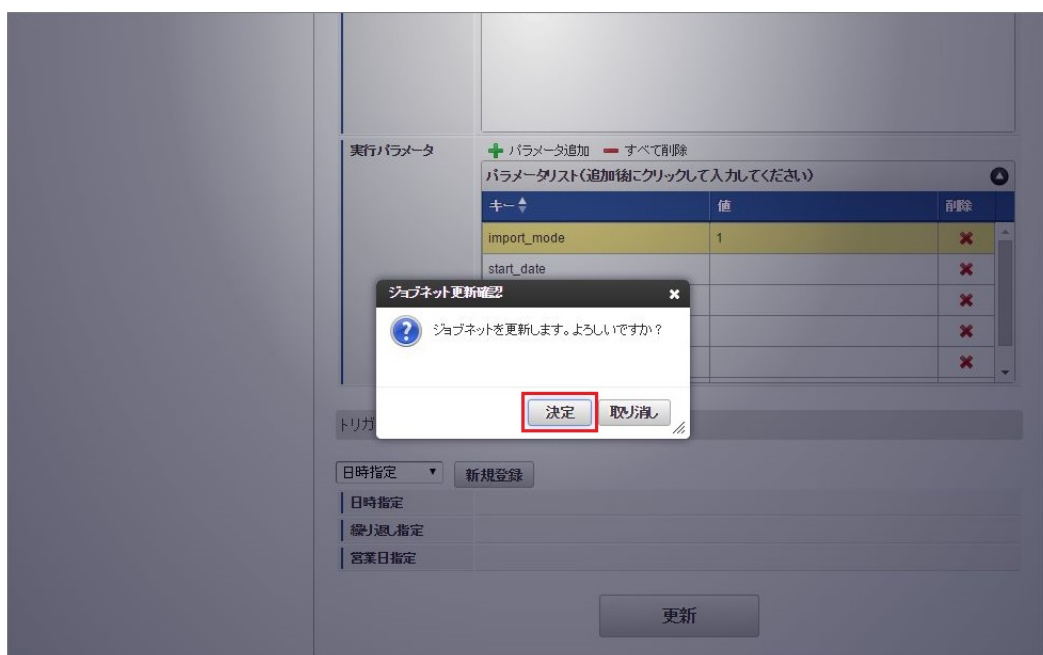 実行パラメータ
パラメータ追加 すべて削除
パラメータリスト(追加後にクリックして入力してください)
キー 値 削除
import_mode 1
start_date
ジョブネット更新確認
ジョブネットを更新します。よろしいですか?
決定 取り消し
トリガ
日時指定 新規登録
日時指定
繰り返し指定
営業日指定
更新